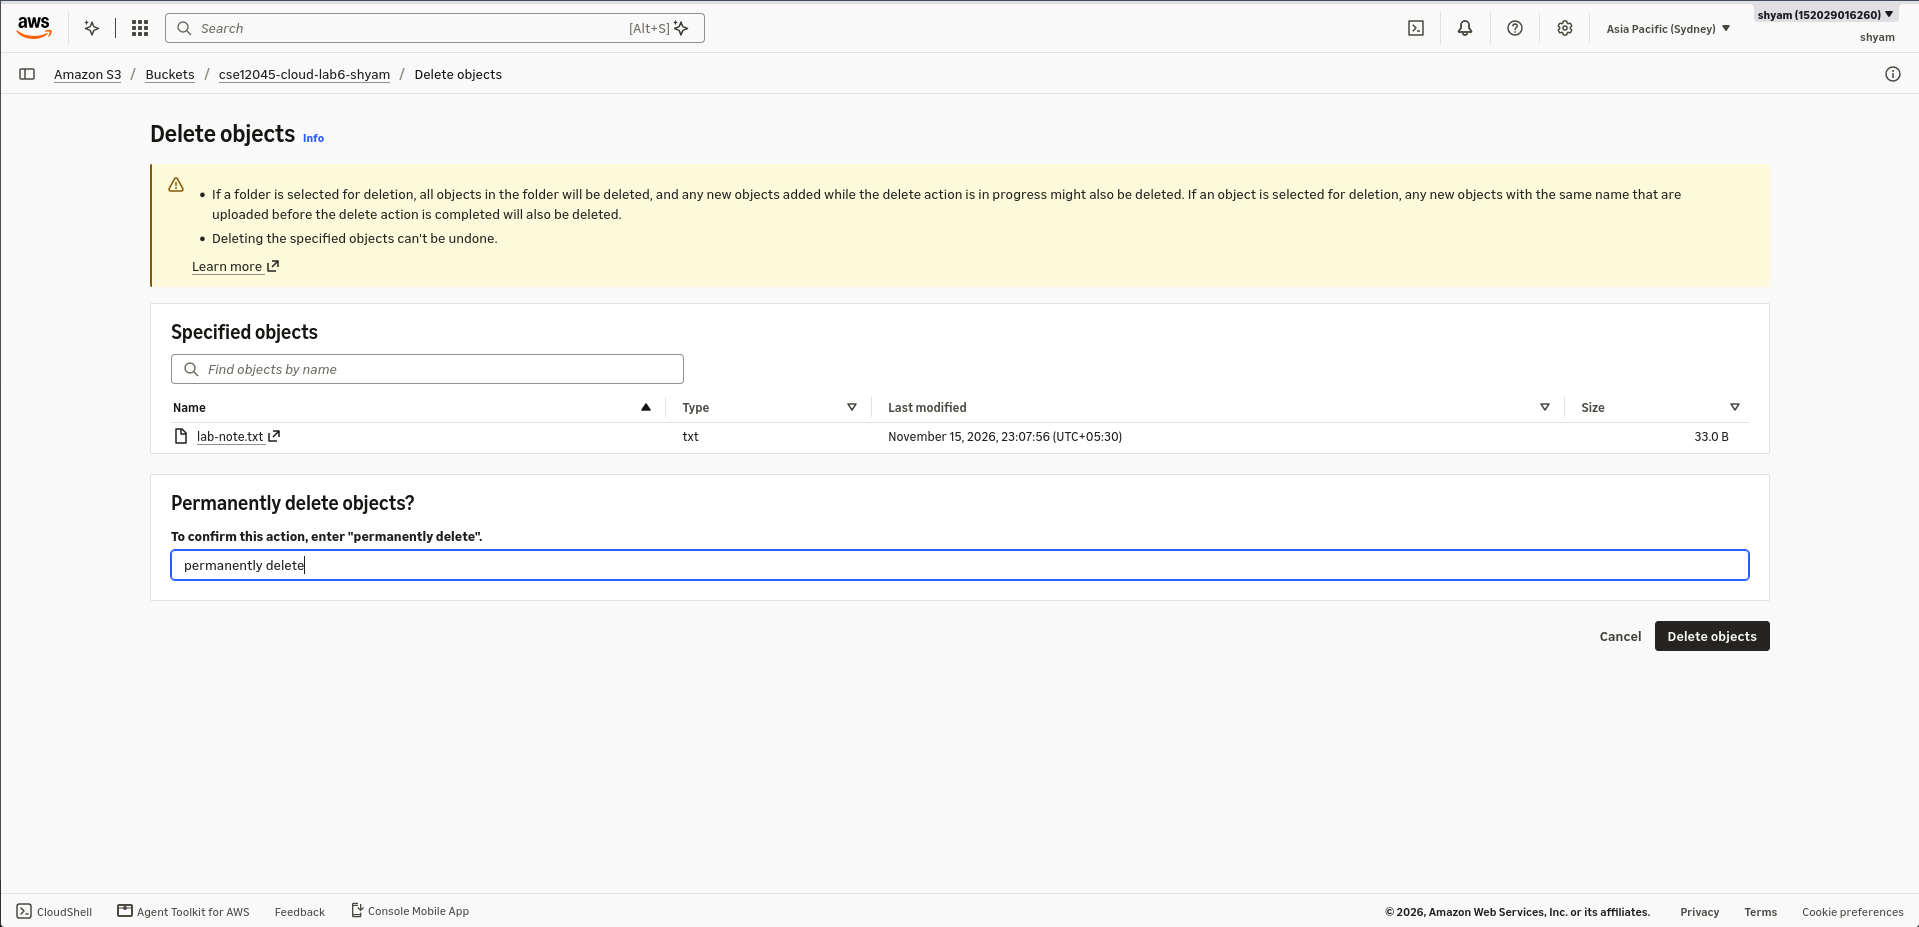 aws
Search [Alt+S]
Asia Pacific (Sydney)
shyam (152029016260)
shyam
Amazon S3 / Buckets / cse12045-cloud-lab6-shyam / Delete objects
Delete objects Info
• If a folder is selected for deletion, all objects in the folder will be deleted, and any new objects added while the delete action is in progress might also be deleted. If an object is selected for deletion, any new objects with the same name that are
uploaded before the delete action is completed will also be deleted.
• Deleting the specified objects can't be undone.
Learn more
Specified objects
Find objects by name
Name Type Last modified Size
lab-note.txt txt November 15, 2026, 23:07:56 (UTC+05:30) 33.0 B
Permanently delete objects?
To confirm this action, enter "permanently delete".
permanently delete
Cancel Delete objects
CloudShell Agent Toolkit for AWS Feedback Console Mobile App © 2026, Amazon Web Services, Inc. or its affiliates. Privacy Terms Cookie preferences